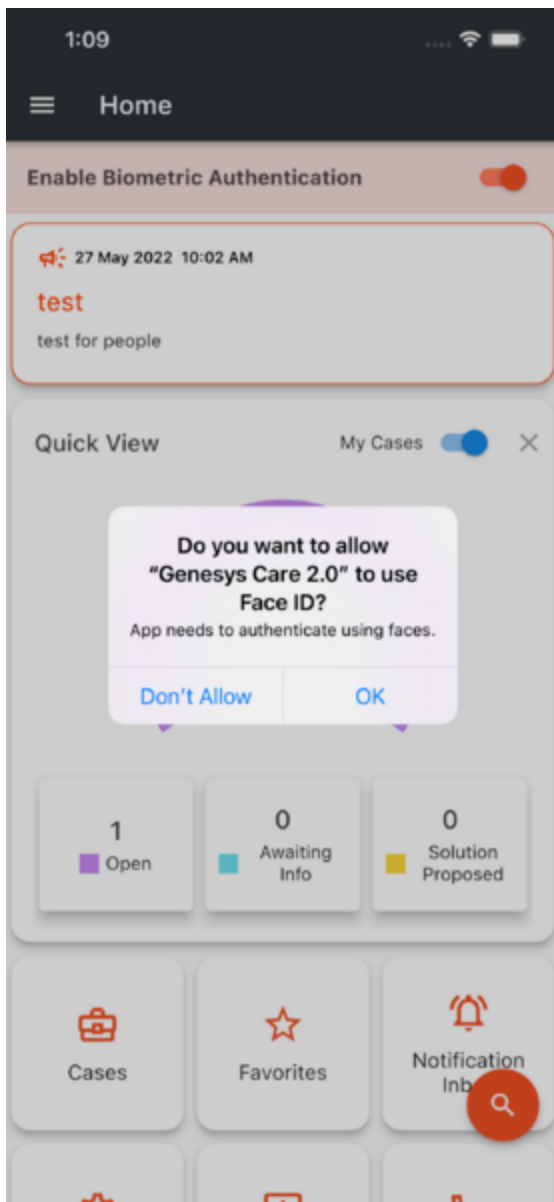 1:09
Home
Enable Biometric Authentication
27 May 2022 10:02 AM
test
test for people
Quick View
My Cases
Do you want to allow
“Genesys Care 2.0” to use
Face ID?
App needs to authenticate using faces.
Don’t Allow
OK
1
Open
0
Awaiting
Info
0
Solution
Proposed
Cases
Favorites
Notification
Inb